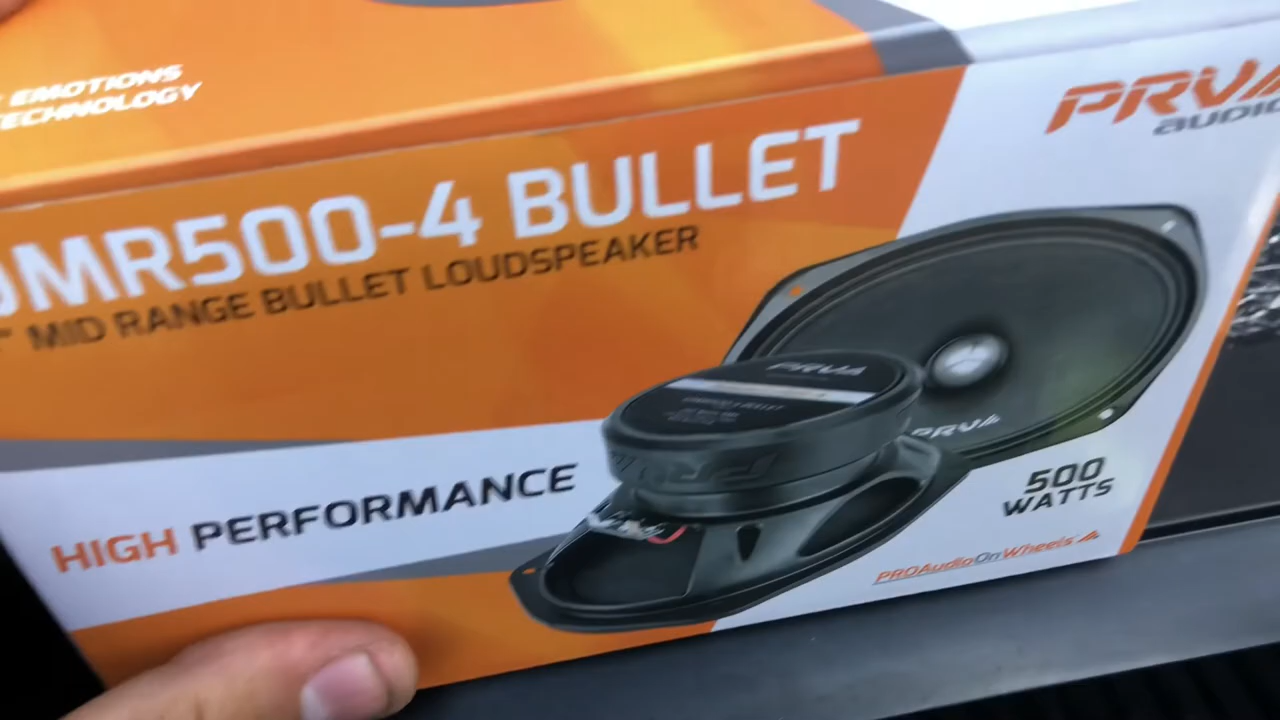 EMOTIONS
TECHNOLOGY
PRVA
audio
MR500-4 BULLET
MID RANGE BULLET LOUDSPEAKER
PRVA
PRVA
HIGH PERFORMANCE
500
WATTS
PROAudioOnWheels